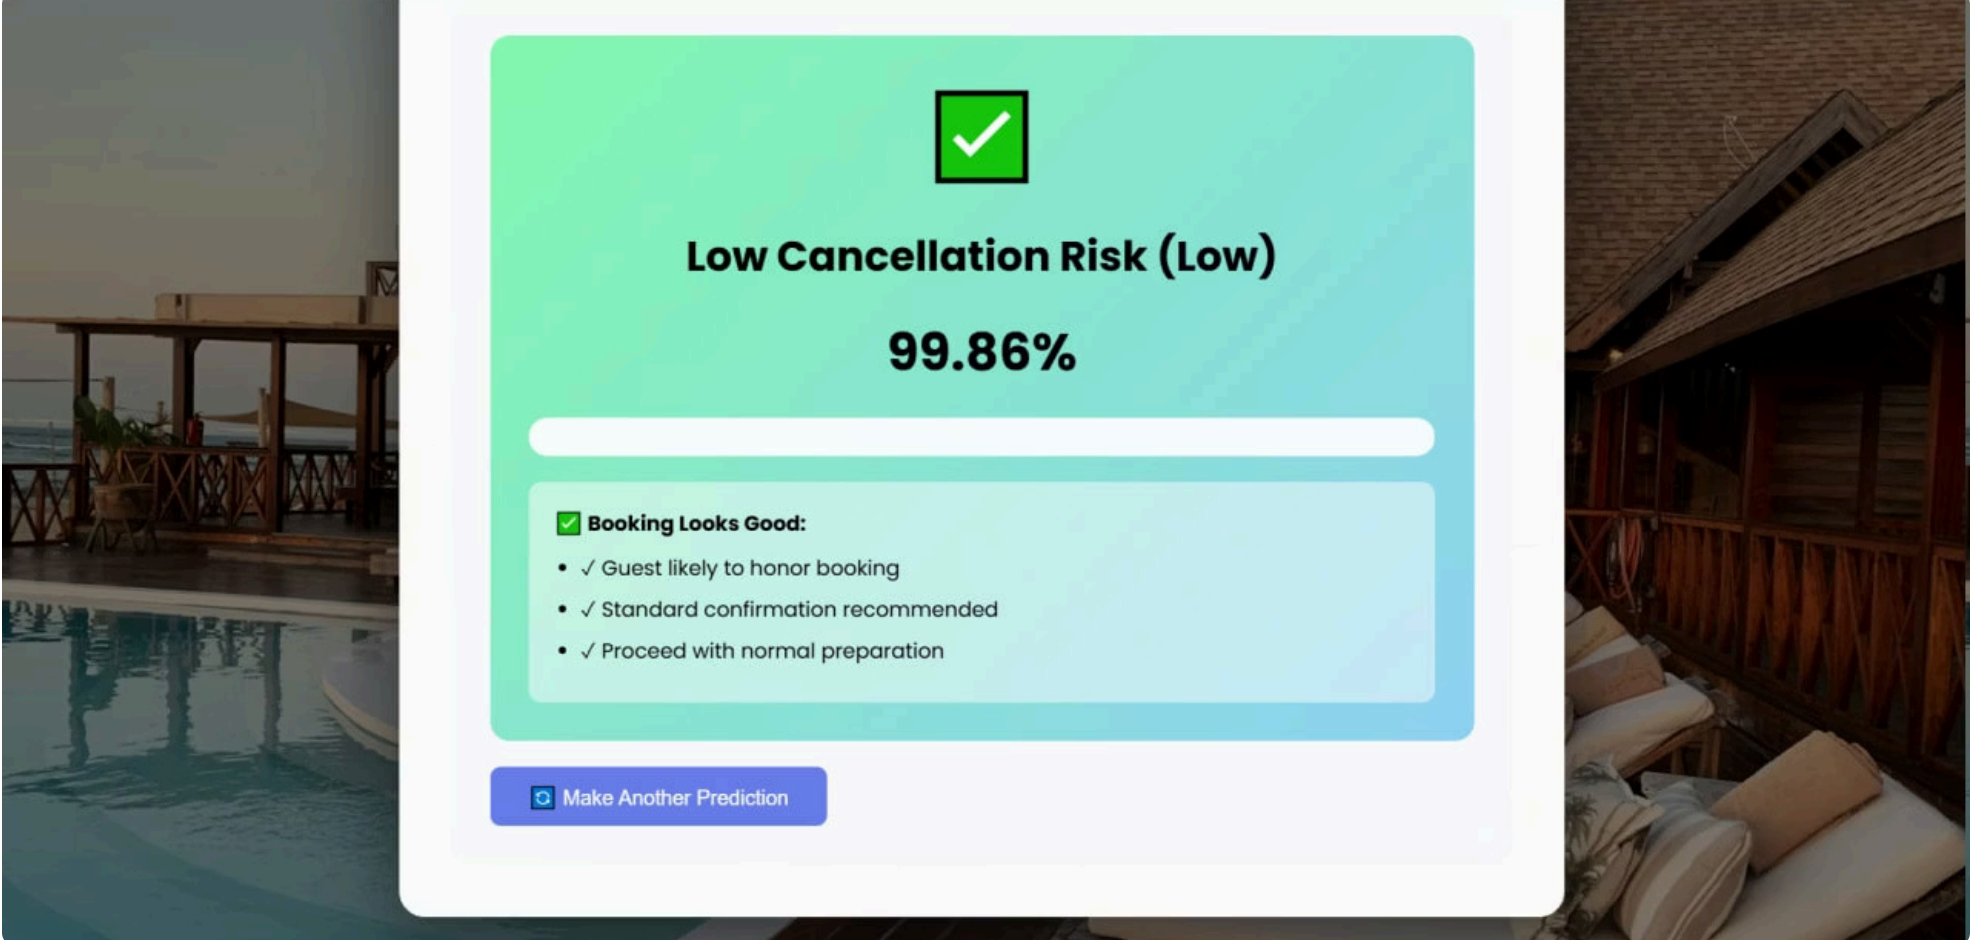 Low Cancellation Risk (Low)
99.86%
✅ Booking Looks Good:
• ✓ Guest likely to honor booking
• ✓ Standard confirmation recommended
• ✓ Proceed with normal preparation
🔄 Make Another Prediction